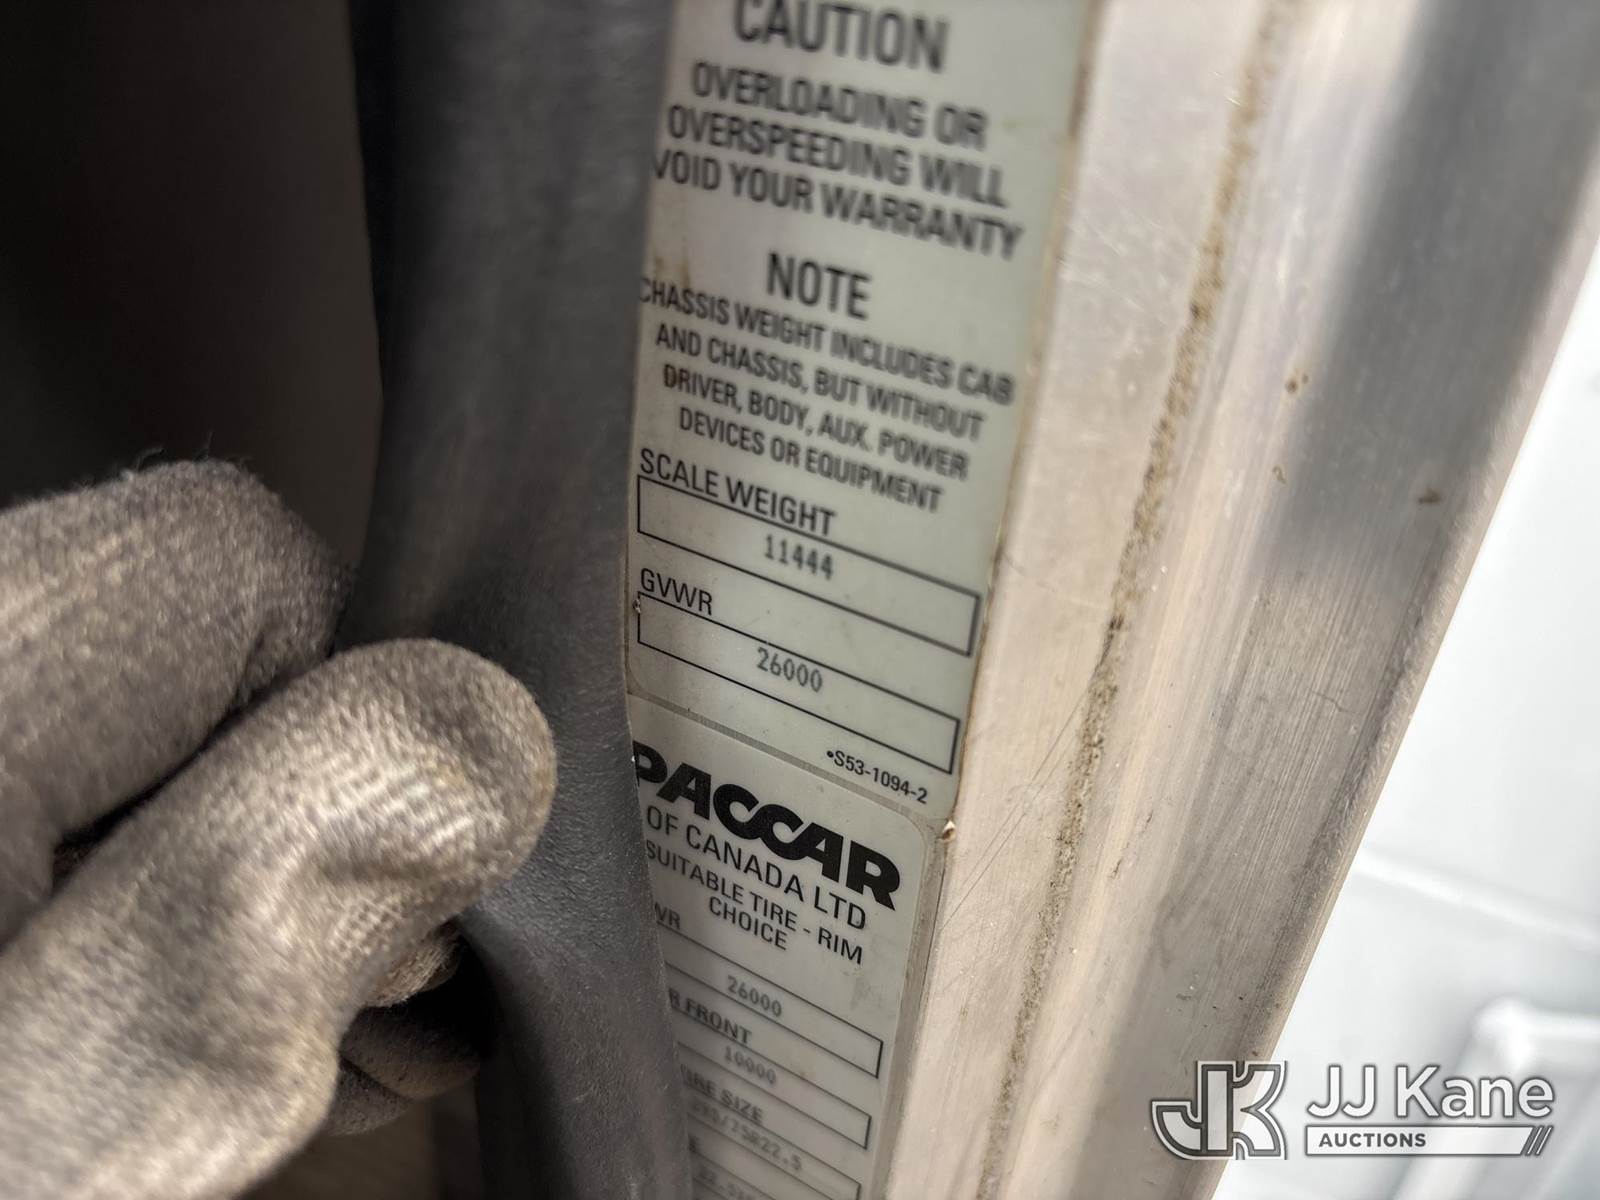 CAUTION
OVERLOADING OR
OVERSPEEDING WILL
VOID YOUR WARRANTY
NOTE
CHASSIS WEIGHT INCLUDES CAB
AND CHASSIS, BUT WITHOUT
DRIVER, BODY, AUX. POWER
DEVICES OR EQUIPMENT
SCALE WEIGHT
11444
GVWR
26000
•S53-1094-2
PACCAR
OF CANADA LTD
SUITABLE TIRE - RIM
CHOICE
26000
FRONT
10000
SIZE
JJ Kane
AUCTIONS